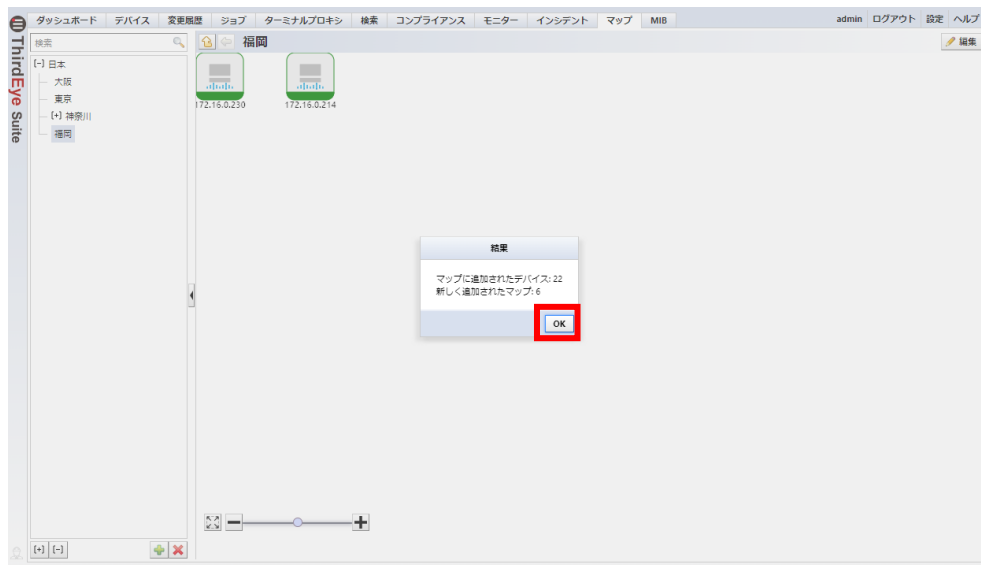 ダッシュボード デバイス 変更履歴 ジョブ ターミナルプロキシ 検索 コンプライアンス モニター インシデント マップ MIB admin ログアウト 設定 ヘルプ
ThirdEye Suite
検索
福岡
編集
[-] 日本
大阪
東京
[+] 神奈川
福岡
172.16.0.230 172.16.0.214
結果
マップに追加されたデバイス: 22
新しく追加されたマップ: 6
OK
[+] [-]